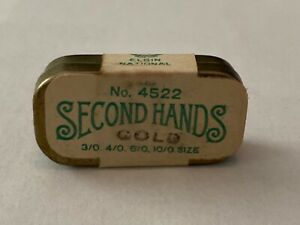 ELGIN
NATIONAL
No. 4522
SECOND HANDS
GOLD
3/0, 4/0, 6/0, 10/0 SIZE